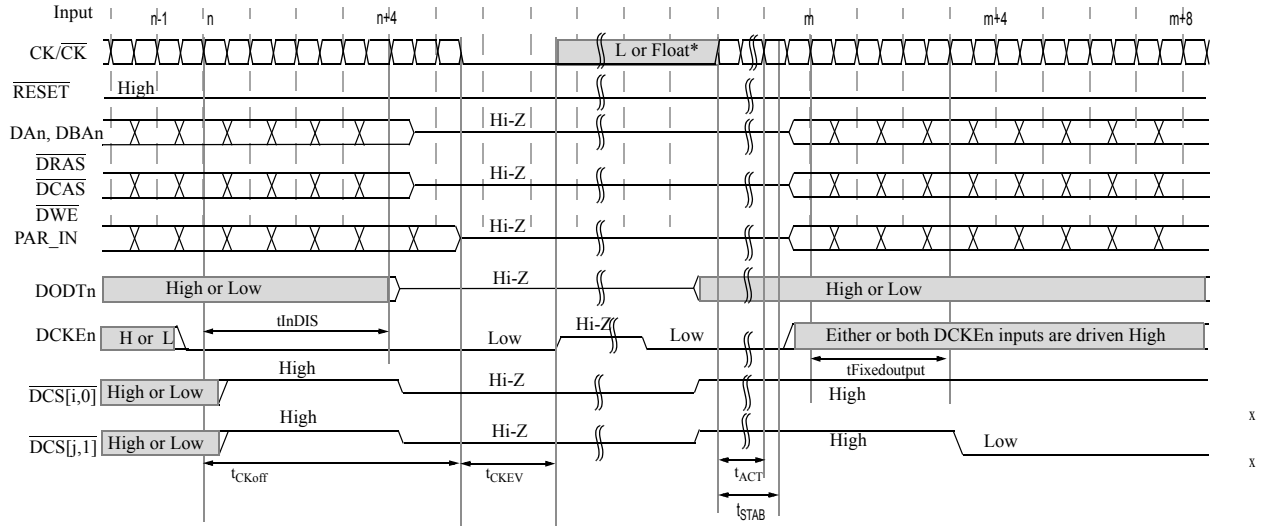 Input n-1 n n+4 m m+4 m+8
CK/CK L or Float*
RESET High
DAn, DBAn Hi-Z
DRAS
DCAS Hi-Z
DWE
PAR_IN Hi-Z
DODTn High or Low Hi-Z High or Low
tInDIS
DCKEn H or L Low Hi-Z Low Either or both DCKEn inputs are driven High
tFixedoutput
DCS[i,0] High or Low High Hi-Z High
x
DCS[j,1] High or Low High Hi-Z High Low
x
tCKoff tCKEV tACT
tSTAB